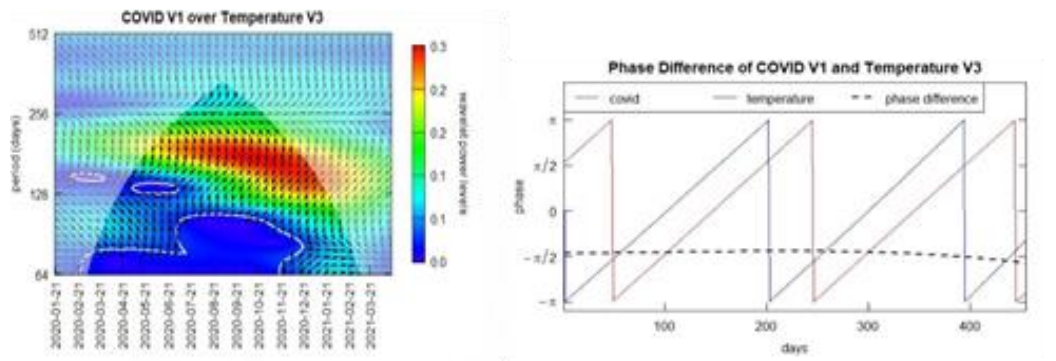 COVID V1 over Temperature V3
512
256
128
64
period (days)
2020-01-21
2020-02-21
2020-03-21
2020-04-21
2020-05-21
2020-06-21
2020-07-21
2020-08-21
2020-09-21
2020-10-21
2020-11-21
2020-12-21
2021-01-21
2021-02-21
2021-03-21
0.3
0.2
0.2
0.1
0.1
0.0
wavelet power levels
Phase Difference of COVID V1 and Temperature V3
covid temperature phase difference
π
π/2
0
−π/2
−π
phase
100 200 300 400
days